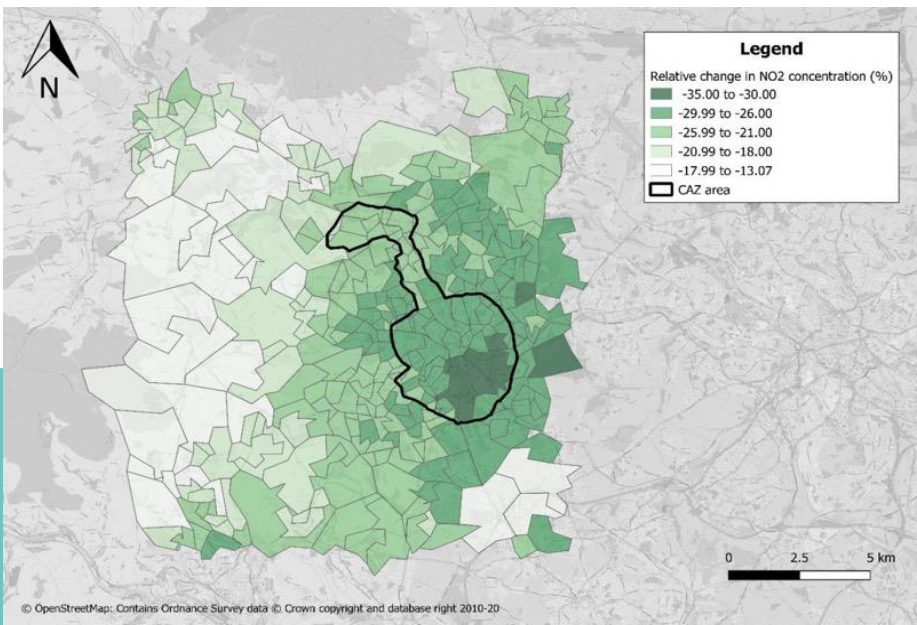 N
Legend
Relative change in NO2 concentration (%)
-35.00 to -30.00
-29.99 to -26.00
-25.99 to -21.00
-20.99 to -18.00
-17.99 to -13.07
CAZ area
0 2.5 5 km
© OpenStreetMap: Contains Ordnance Survey data © Crown copyright and database right 2010-20